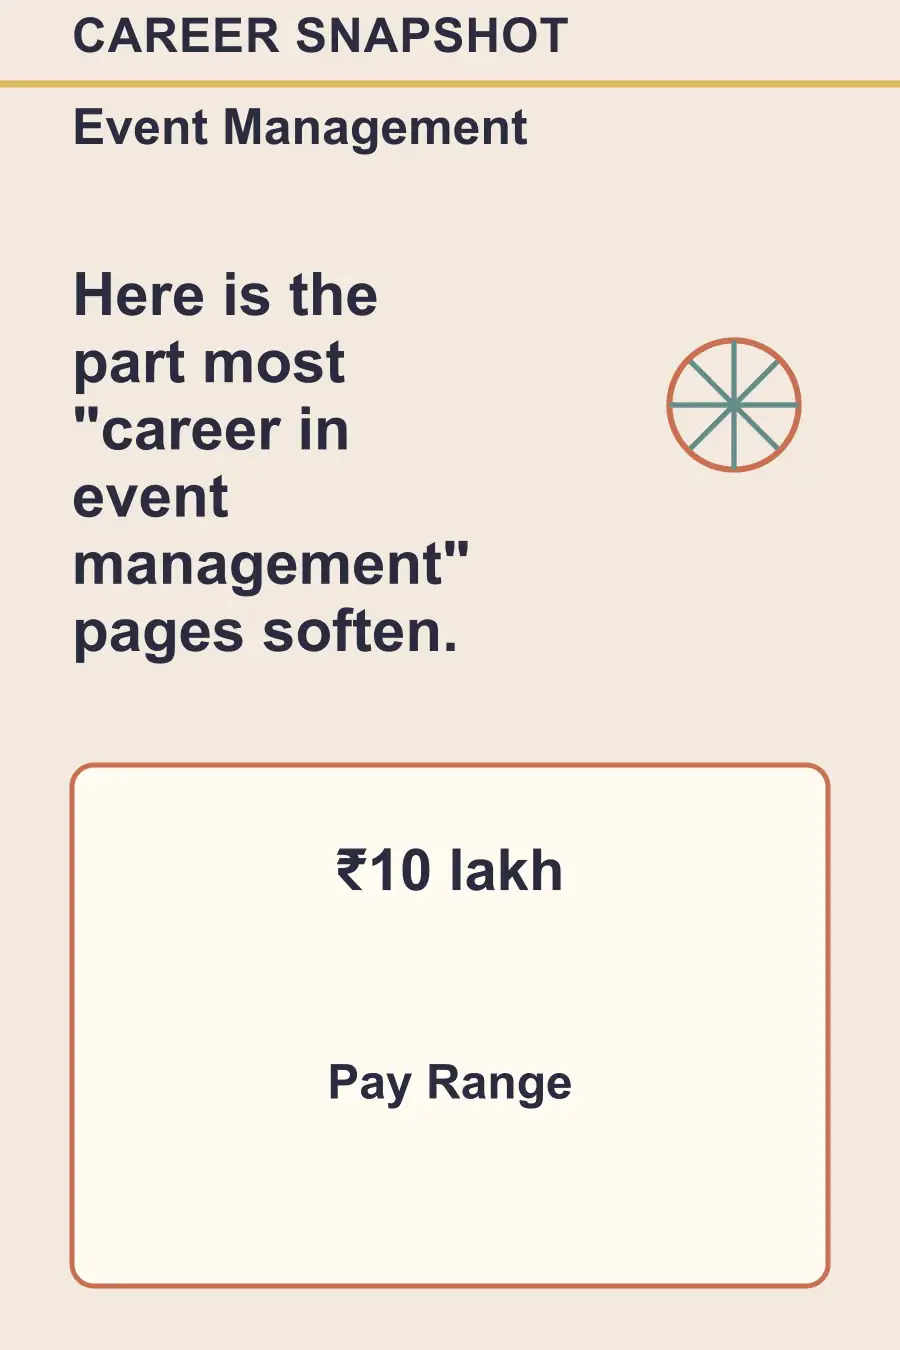 CAREER SNAPSHOT
Event Management
Here is the
part most
"career in
event
management"
pages soften.
₹10 lakh
Pay Range